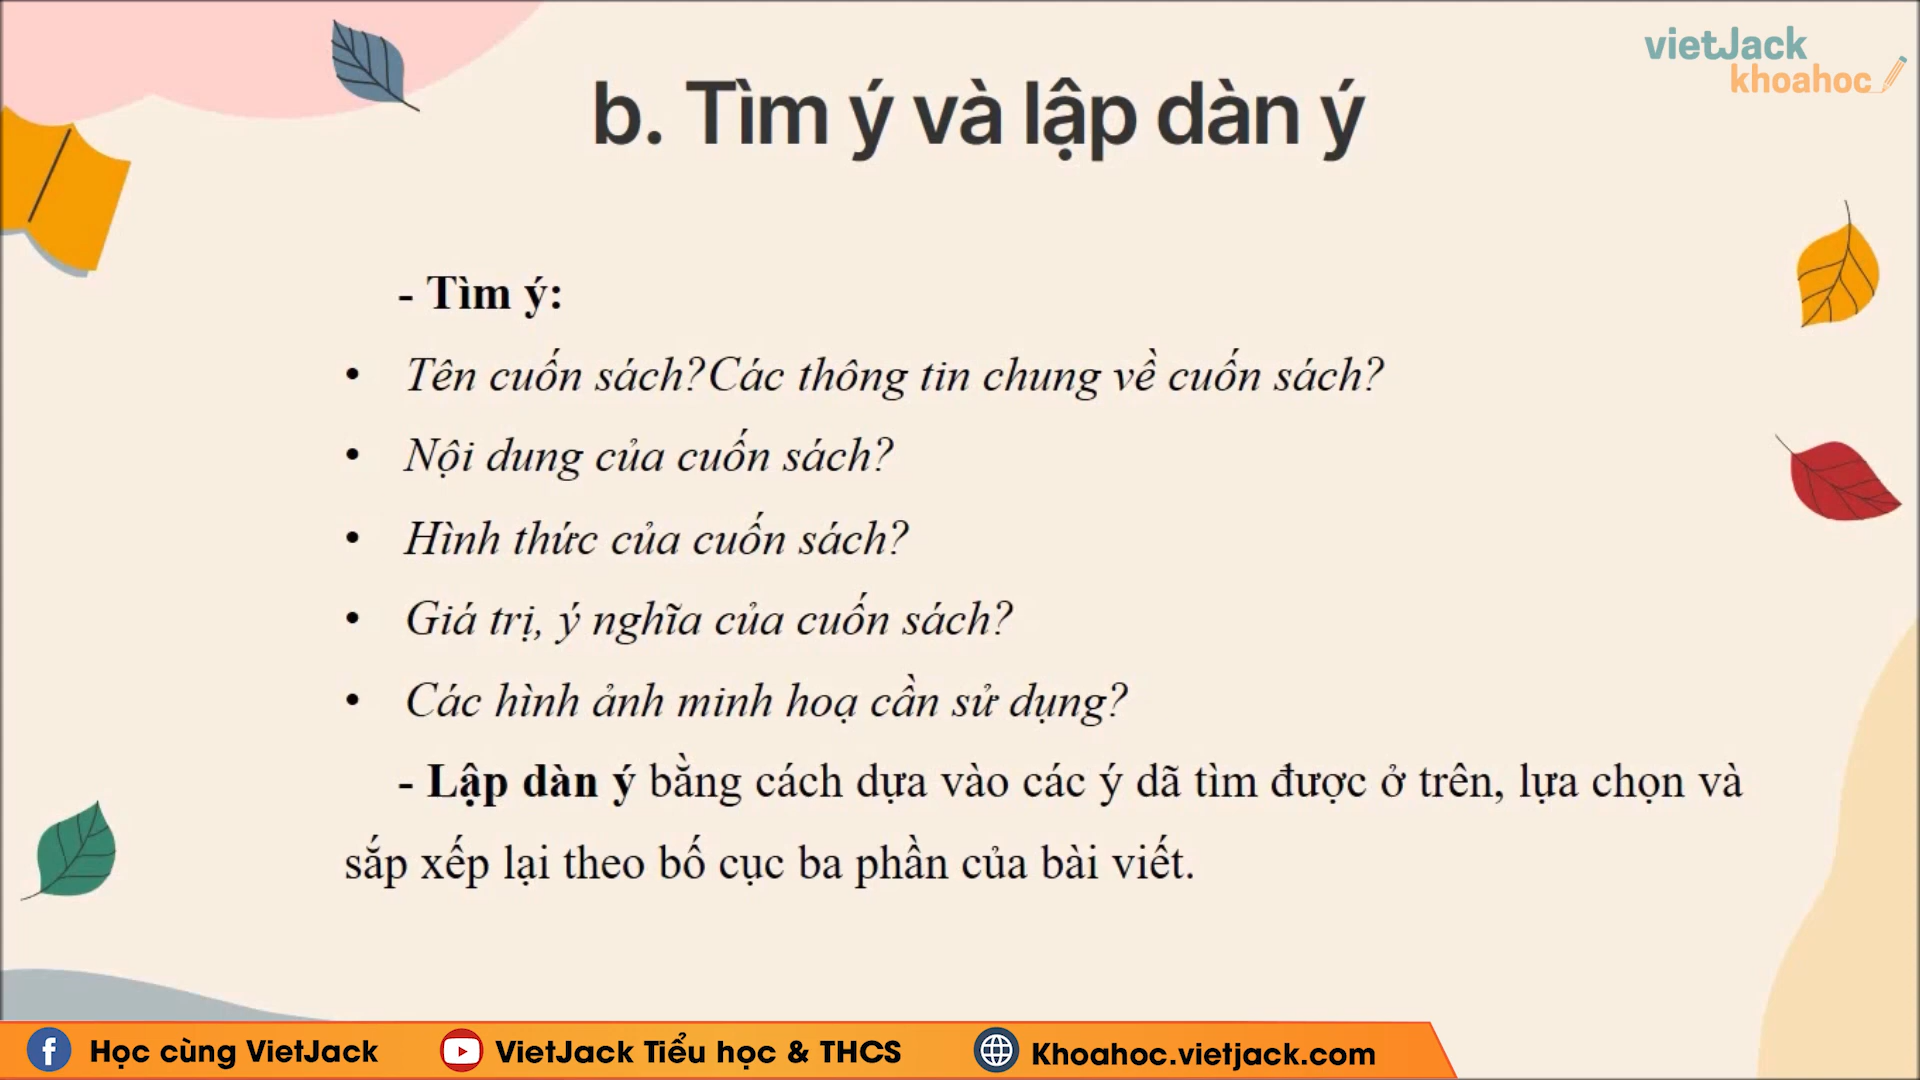 vietJack
khoahoc
b. Tìm ý và lập dàn ý
- Tìm ý:
• Tên cuốn sách? Các thông tin chung về cuốn sách?
• Nội dung của cuốn sách?
• Hình thức của cuốn sách?
• Giá trị, ý nghĩa của cuốn sách?
• Các hình ảnh minh hoạ cần sử dụng?
- Lập dàn ý bằng cách dựa vào các ý dã tìm được ở trên, lựa chọn và
sắp xếp lại theo bố cục ba phần của bài viết.
Học cùng VietJack
VietJack Tiểu học & THCS
Khoahoc.vietjack.com